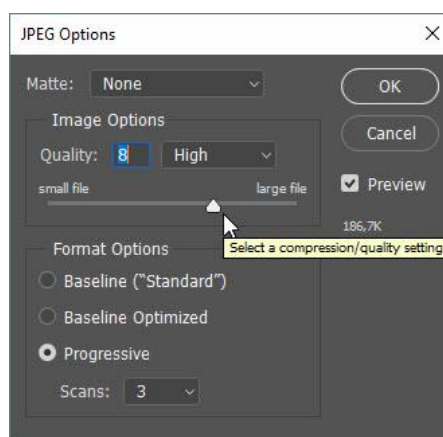 JPEG Options
Matte: None
OK
Image Options
Cancel
Quality: 8 High
small file large file
Preview
186,7K
Select a compression/quality setting
Format Options
Baseline ("Standard")
Baseline Optimized
Progressive
Scans: 3